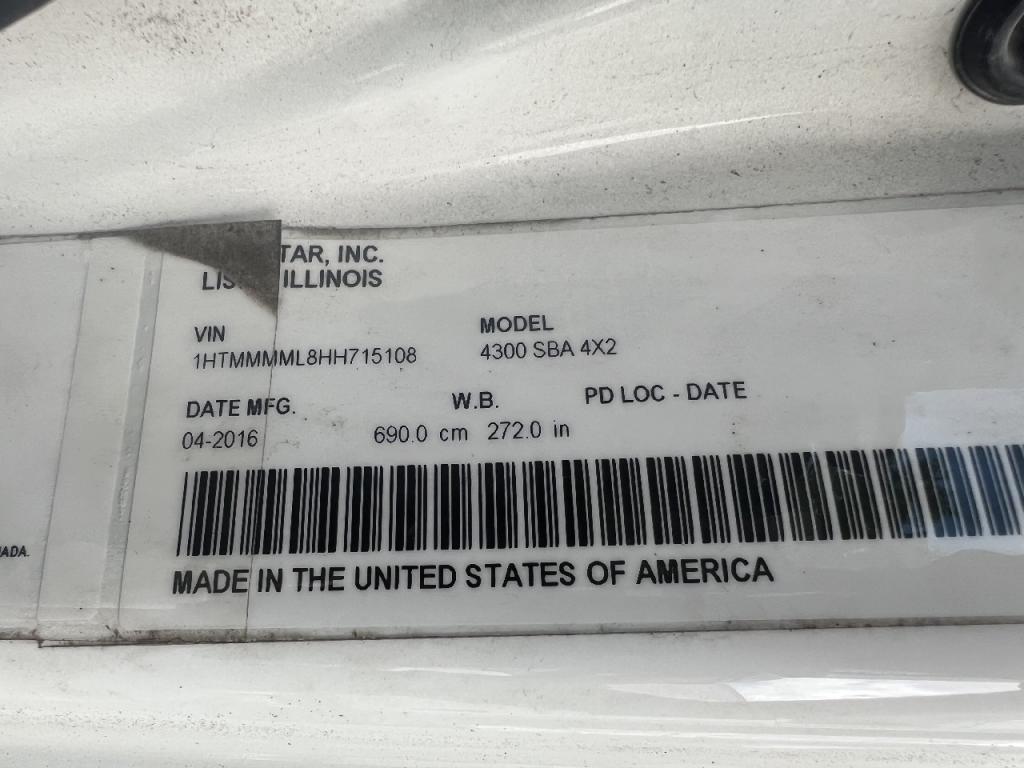 TAR, INC.
LIS ILLINOIS
VIN MODEL
1HTMMMML8HH715108 4300 SBA 4X2
DATE MFG. W.B. PD LOC - DATE
04-2016 690.0 cm 272.0 in
ADA.
MADE IN THE UNITED STATES OF AMERICA